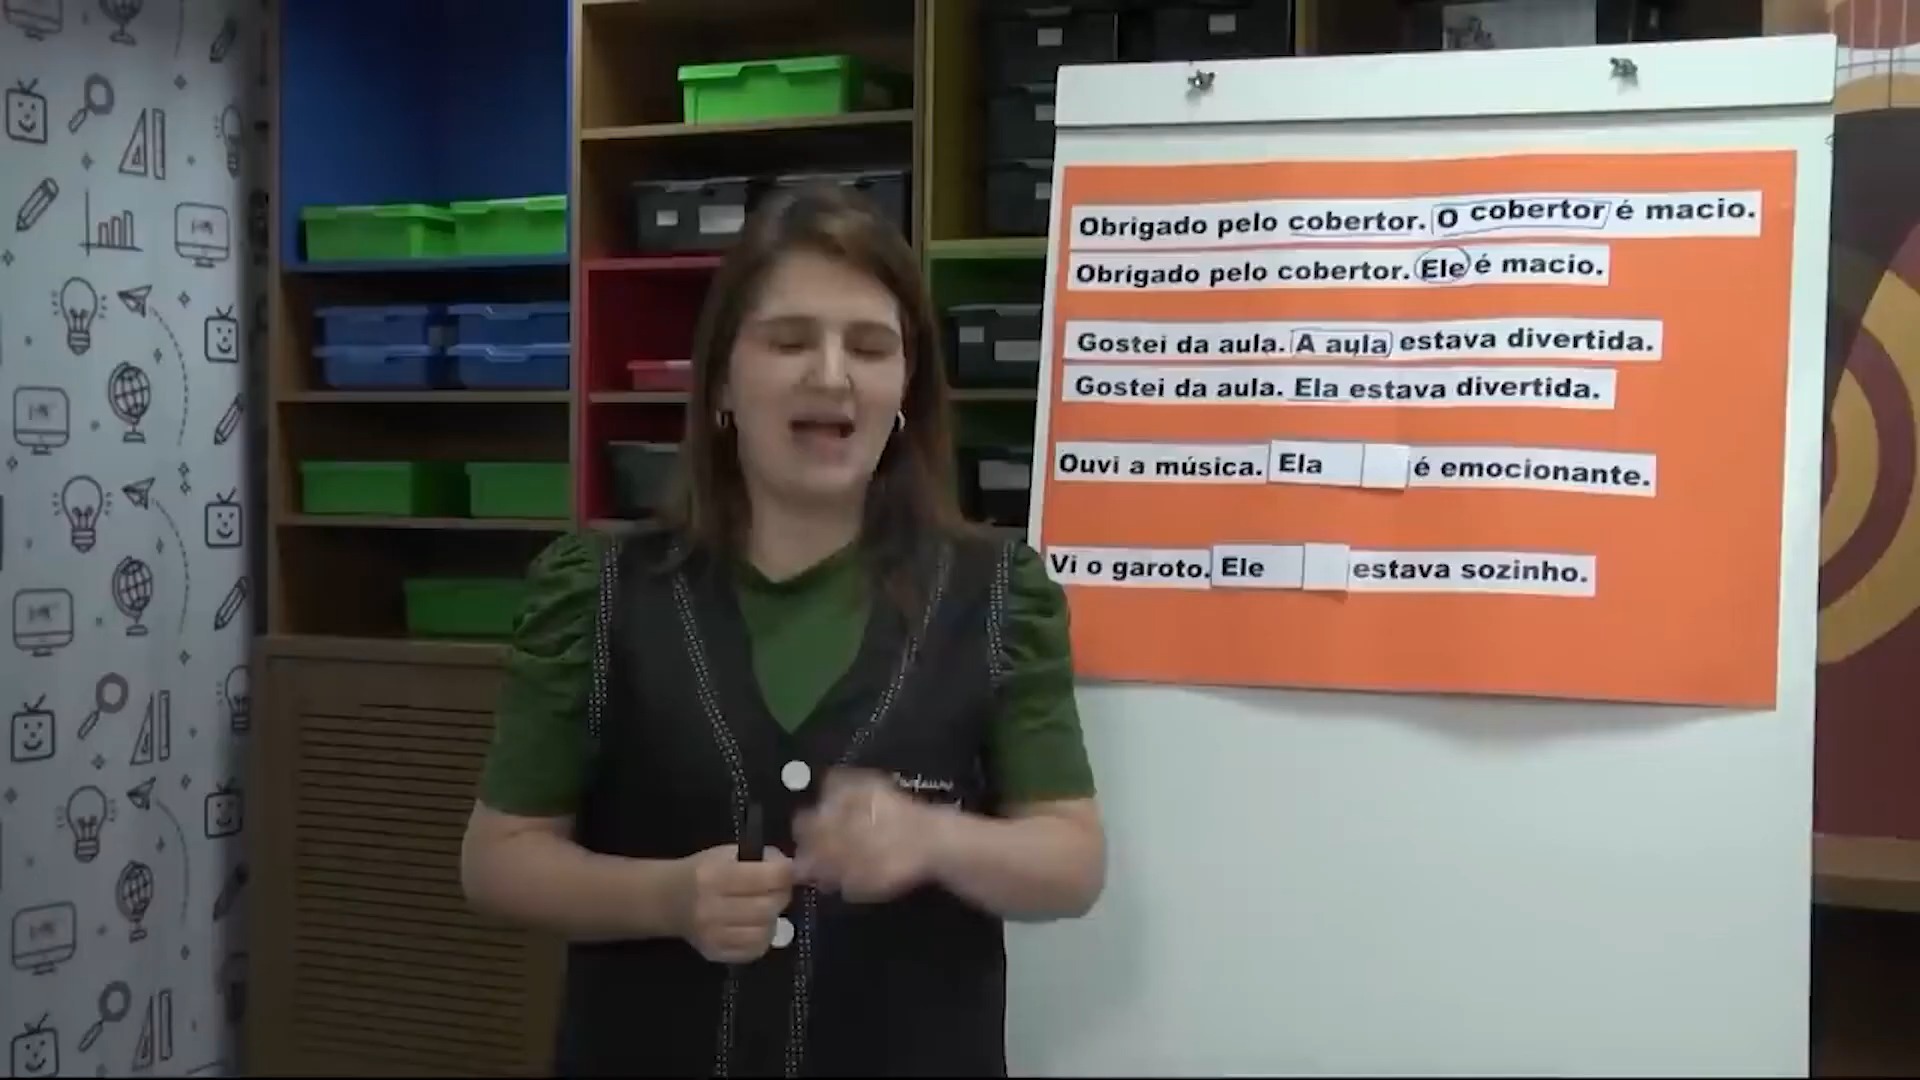 Obrigado pelo cobertor. O cobertor é macio.
Obrigado pelo cobertor. Ele é macio.
Gostei da aula. A aula estava divertida.
Gostei da aula. Ela estava divertida.
Ouvi a música. Ela é emocionante.
Vi o garoto. Ele estava sozinho.